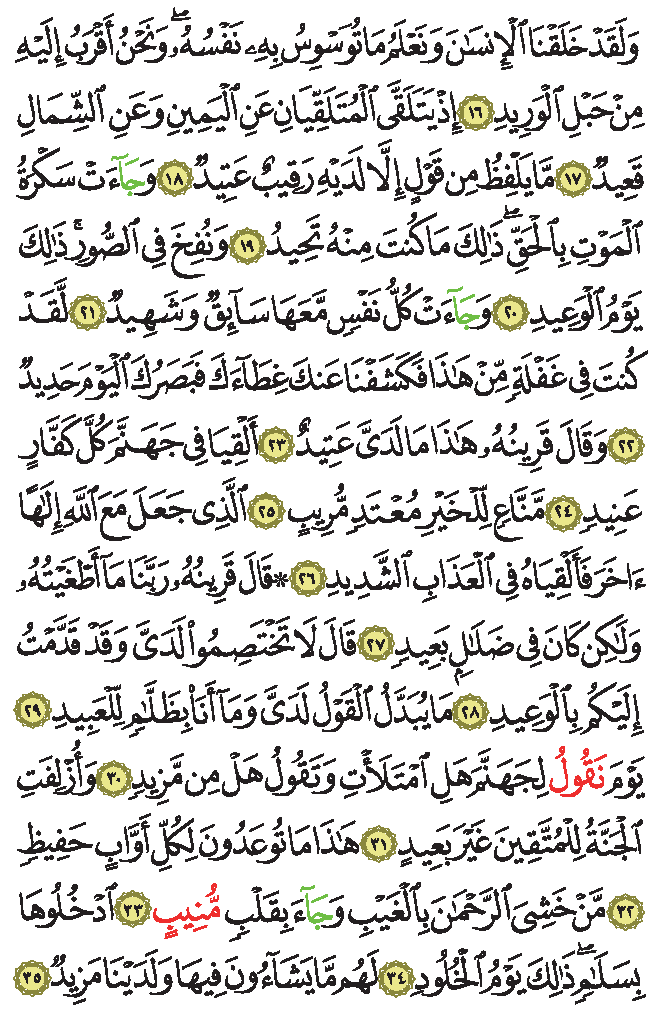 وَلَقَدْ خَلَقْنَا ٱلْإِنسَٰنَ وَنَعْلَمُ مَا تُوَسْوِسُ بِهِۦ نَفْسُهُۥۖ وَنَحْنُ أَقْرَبُ إِلَيْهِ
مِنْ حَبْلِ ٱلْوَرِيدِ ١٦ إِذْ يَتَلَقَّى ٱلْمُتَلَقِّيَانِ عَنِ ٱلْيَمِينِ وَعَنِ ٱلشِّمَالِ
قَعِيدٌ ١٧ مَّا يَلْفِظُ مِن قَوْلٍ إِلَّا لَدَيْهِ رَقِيبٌ عَتِيدٌ ١٨ وَجَآءَتْ سَكْرَةُ
ٱلْمَوْتِ بِٱلْحَقِّۖ ذَٰلِكَ مَا كُنتَ مِنْهُ تَحِيدُ ١٩ وَنُفِخَ فِى ٱلصُّورِۚ ذَٰلِكَ
يَوْمُ ٱلْوَعِيدِ ٢٠ وَجَآءَتْ كُلُّ نَفْسٍ مَّعَهَا سَآئِقٌ وَشَهِيدٌ ٢١ لَّقَدْ
كُنتَ فِى غَفْلَةٍ مِّنْ هَٰذَا فَكَشَفْنَا عَنكَ غِطَآءَكَ فَبَصَرُكَ ٱلْيَوْمَ حَدِيدٌ
٢٢ وَقَالَ قَرِينُهُۥ هَٰذَا مَا لَدَىَّ عَتِيدٌ ٢٣ أَلْقِيَا فِى جَهَنَّمَ كُلَّ كَفَّارٍ
عَنِيدٍ ٢٤ مَّنَّاعٍ لِّلْخَيْرِ مُعْتَدٍ مُّرِيبٍ ٢٥ ٱلَّذِى جَعَلَ مَعَ ٱللَّهِ إِلَٰهًا
ءَاخَرَ فَأَلْقِيَاهُ فِى ٱلْعَذَابِ ٱلشَّدِيدِ ٢٦ *قَالَ قَرِينُهُۥ رَبَّنَا مَآ أَطْغَيْتُهُۥ
وَلَٰكِن كَانَ فِى ضَلَٰلٍۭ بَعِيدٍ ٢٧ قَالَ لَا تَخْتَصِمُوا۟ لَدَىَّ وَقَدْ قَدَّمْتُ
إِلَيْكُم بِٱلْوَعِيدِ ٢٨ مَا يُبَدَّلُ ٱلْقَوْلُ لَدَىَّ وَمَآ أَنَا۠ بِظَلَّٰمٍ لِّلْعَبِيدِ ٢٩
يَوْمَ نَقُولُ لِجَهَنَّمَ هَلِ ٱمْتَلَأْتِ وَتَقُولُ هَلْ مِن مَّزِيدٍ ٣٠ وَأُزْلِفَتِ
ٱلْجَنَّةُ لِلْمُتَّقِينَ غَيْرَ بَعِيدٍ ٣١ هَٰذَا مَا تُوعَدُونَ لِكُلِّ أَوَّابٍ حَفِيظٍ
٣٢ مَّنْ خَشِىَ ٱلرَّحْمَٰنَ بِٱلْغَيْبِ وَجَآءَ بِقَلْبٍ مُّنِيبٍ ٣٣ ٱدْخُلُوهَا
بِسَلَٰمٍۖ ذَٰلِكَ يَوْمُ ٱلْخُلُودِ ٣٤ لَهُم مَّا يَشَآءُونَ فِيهَا وَلَدَيْنَا مَزِيدٌ ٣٥